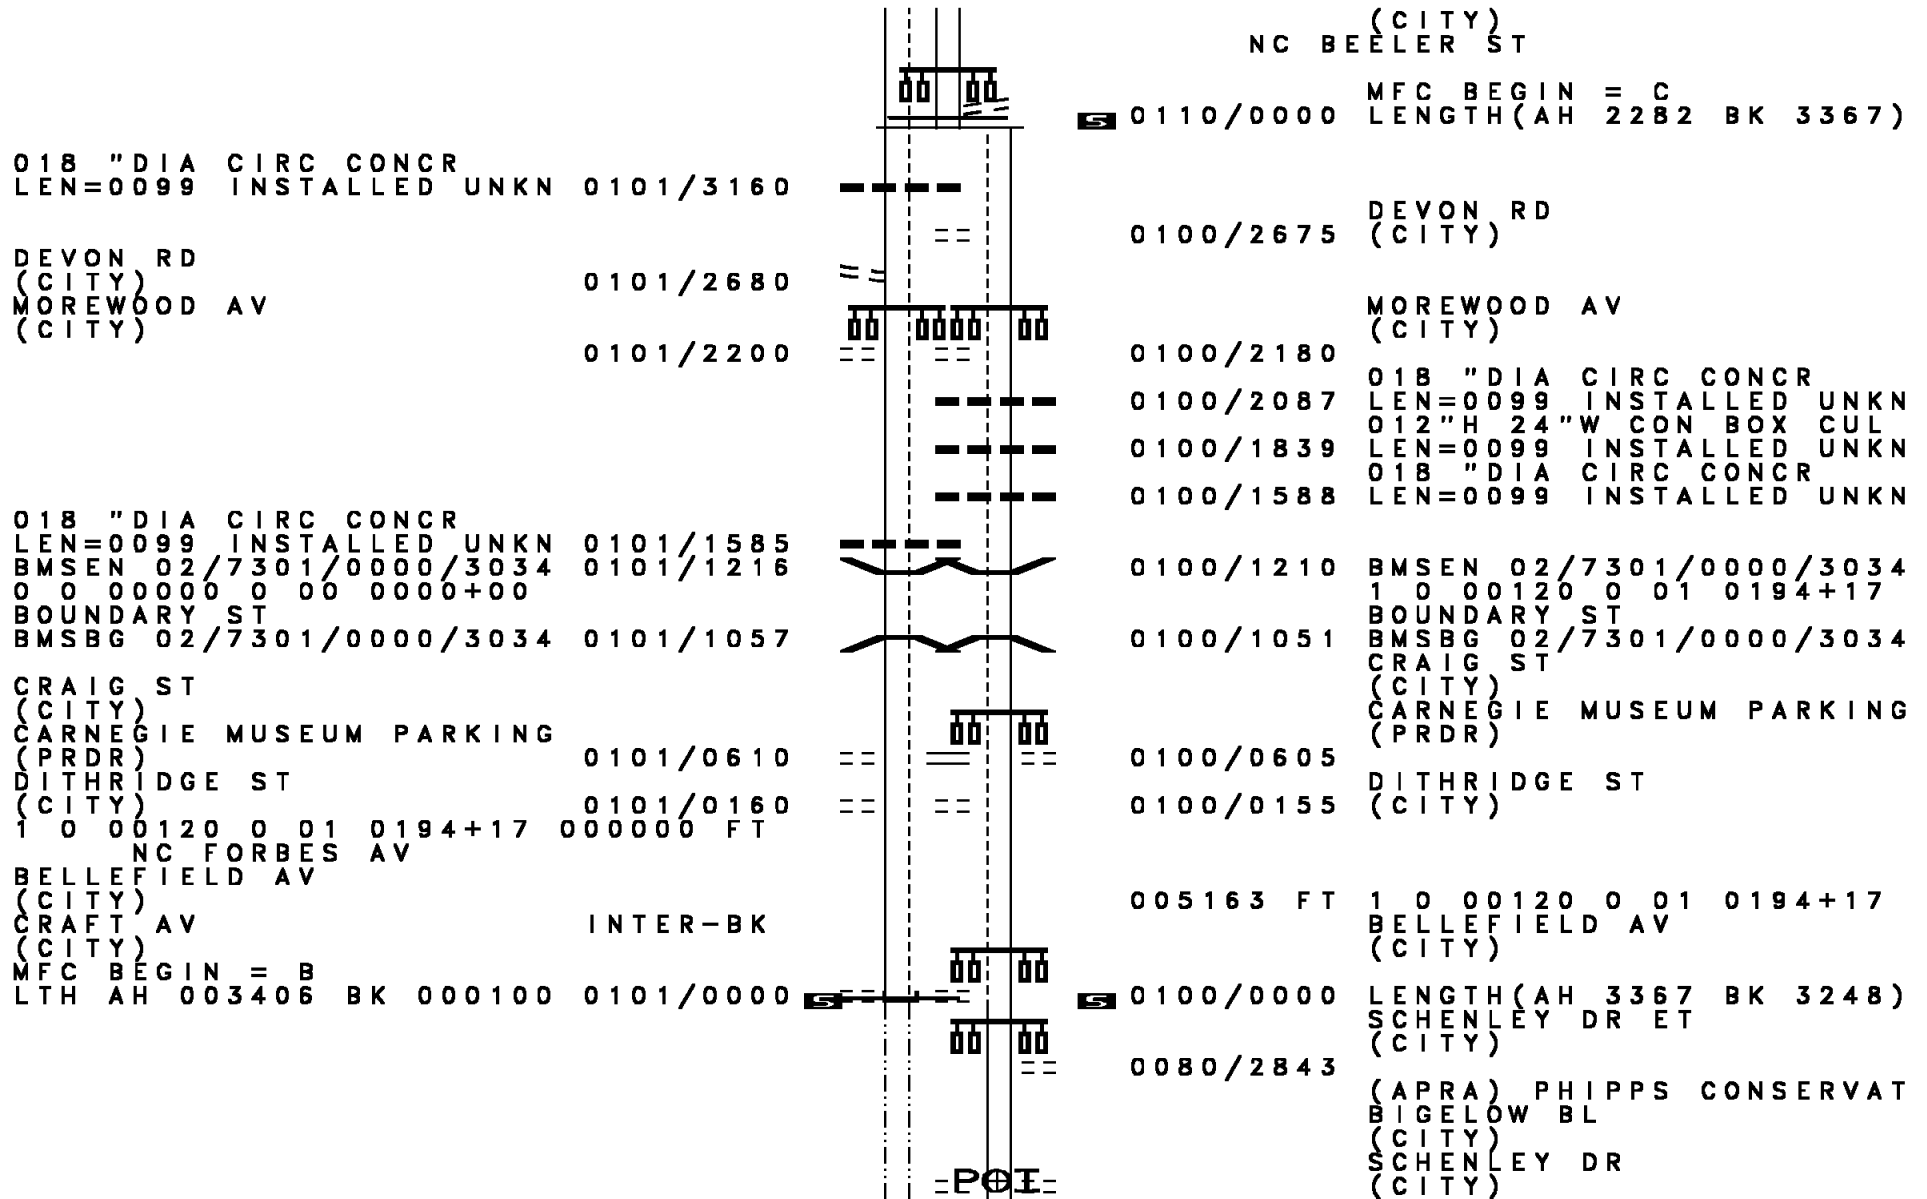 (CITY)
NC BEELER ST
MFC BEGIN = C
S 0110/0000 LENGTH(AH 2282 BK 3367)
018 "DIA CIRC CONCR
LEN=0099 INSTALLED UNKN 0101/3160
DEVON RD
0100/2675 (CITY)
DEVON RD
(CITY) 0101/2680
MOREWOOD AV
(CITY)
0101/2200
MOREWOOD AV
(CITY)
0100/2180
018 "DIA CIRC CONCR
0100/2087 LEN=0099 INSTALLED UNKN
012"H 24"W CON BOX CUL
0100/1839 LEN=0099 INSTALLED UNKN
018 "DIA CIRC CONCR
0100/1588 LEN=0099 INSTALLED UNKN
018 "DIA CIRC CONCR
LEN=0099 INSTALLED UNKN 0101/1585
BMSEN 02/7301/0000/3034 0101/1216
0 0 00000 0 00 0000+00
BOUNDARY ST
BMSBG 02/7301/0000/3034 0101/1057
0100/1210 BMSEN 02/7301/0000/3034
1 0 00120 0 01 0194+17
BOUNDARY ST
0100/1051 BMSBG 02/7301/0000/3034
CRAIG ST
(CITY)
CARNEGIE MUSEUM PARKING
(PRDR)
0100/0605
DITHRIDGE ST
0100/0155 (CITY)
CRAIG ST
(CITY)
CARNEGIE MUSEUM PARKING
(PRDR) 0101/0610
DITHRIDGE ST
(CITY) 0101/0160
1 0 00120 0 01 0194+17 000000 FT
NC FORBES AV
BELLEFIELD AV
(CITY)
CRAFT AV INTER-BK
(CITY)
MFC BEGIN = B
LTH AH 003406 BK 000100 0101/0000 S
005163 FT 1 0 00120 0 01 0194+17
BELLEFIELD AV
(CITY)
S 0100/0000 LENGTH(AH 3367 BK 3248)
SCHENLEY DR ET
(CITY)
0080/2843
(APRA) PHIPPS CONSERVAT
BIGELOW BL
(CITY)
SCHENLEY DR
(CITY)
POI